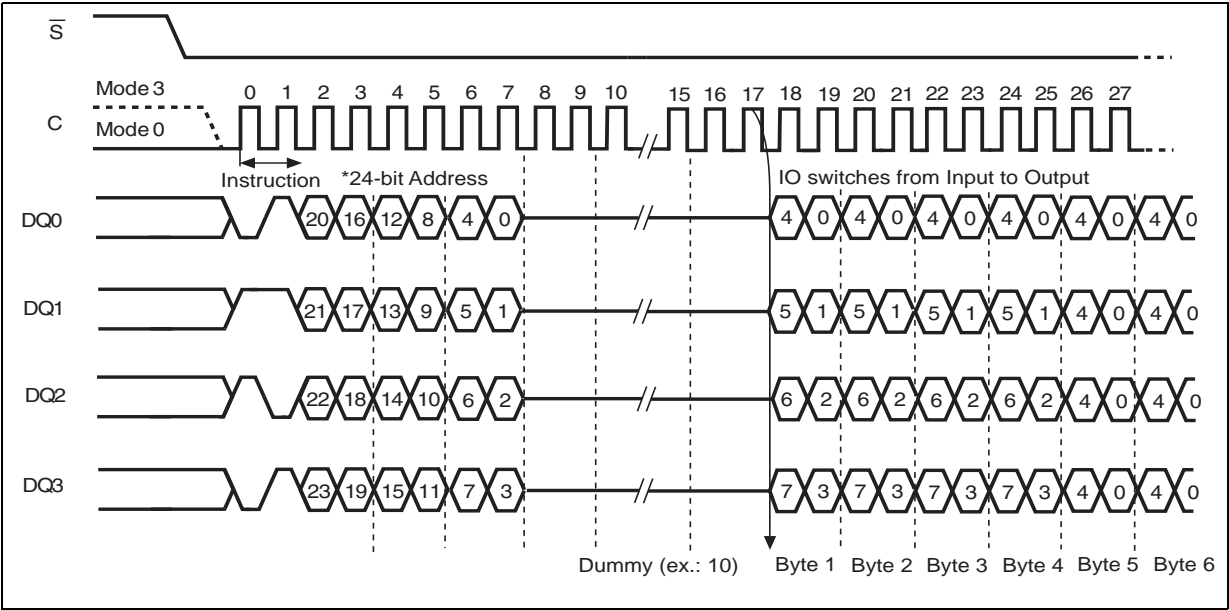 S
Mode 3
0 1 2 3 4 5 6 7 8 9 10 15 16 17 18 19 20 21 22 23 24 25 26 27
C
Mode 0
Instruction *24-bit Address IO switches from Input to Output
DQ0 20 16 12 8 4 0 4 0 4 0 4 0 4 0 4 0 4 0
DQ1 21 17 13 9 5 1 5 1 5 1 5 1 5 1 4 0 4 0
DQ2 22 18 14 10 6 2 6 2 6 2 6 2 6 2 4 0 4 0
DQ3 23 19 15 11 7 3 7 3 7 3 7 3 7 3 4 0 4 0
Dummy (ex.: 10) Byte 1 Byte 2 Byte 3 Byte 4 Byte 5 Byte 6